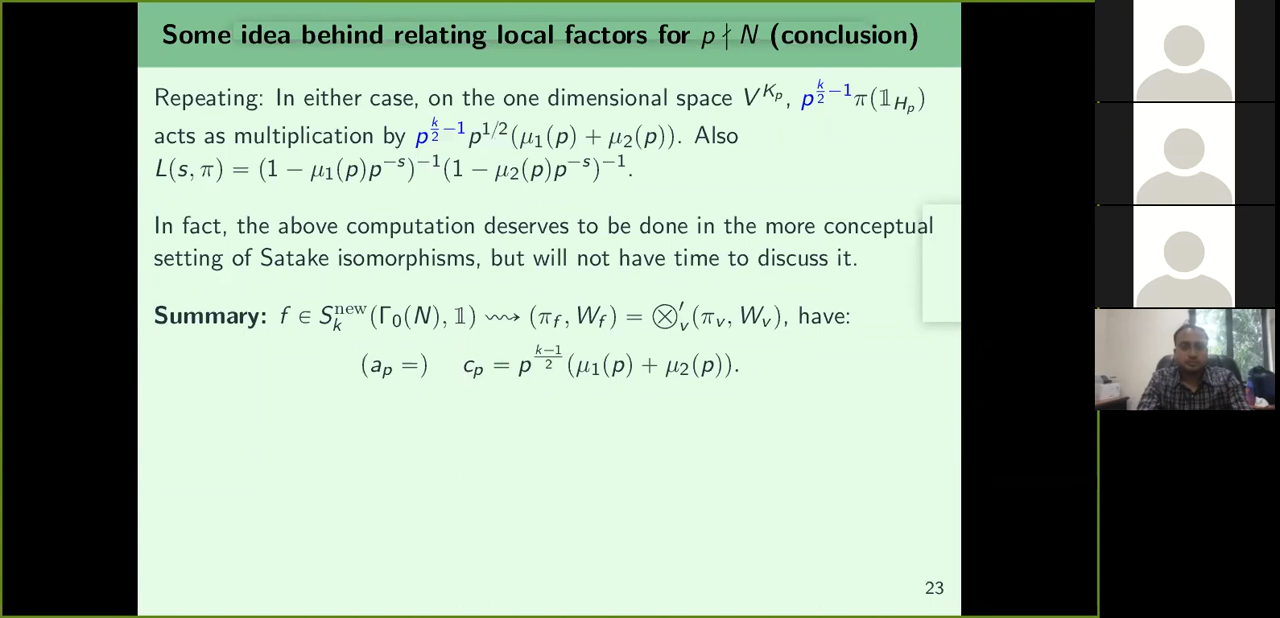 Some idea behind relating local factors for p ∤ N (conclusion)
Repeating: In either case, on the one dimensional space V^{K_p}, p^{\frac{k}{2}-1}π(𝟙_{H_p})
acts as multiplication by p^{\frac{k}{2}-1}p^{1/2}(μ_1(p) + μ_2(p)). Also
L(s, π) = (1 − μ_1(p)p^{−s})^{−1}(1 − μ_2(p)p^{−s})^{−1}.
In fact, the above computation deserves to be done in the more conceptual
setting of Satake isomorphisms, but will not have time to discuss it.
Summary: f ∈ S_k^{new}(Γ_0(N), 𝟙) ⇝ (π_f, W_f) = ⊗'_v(π_v, W_v), have:
(a_p =) c_p = p^{\frac{k-1}{2}}(μ_1(p) + μ_2(p)).
23